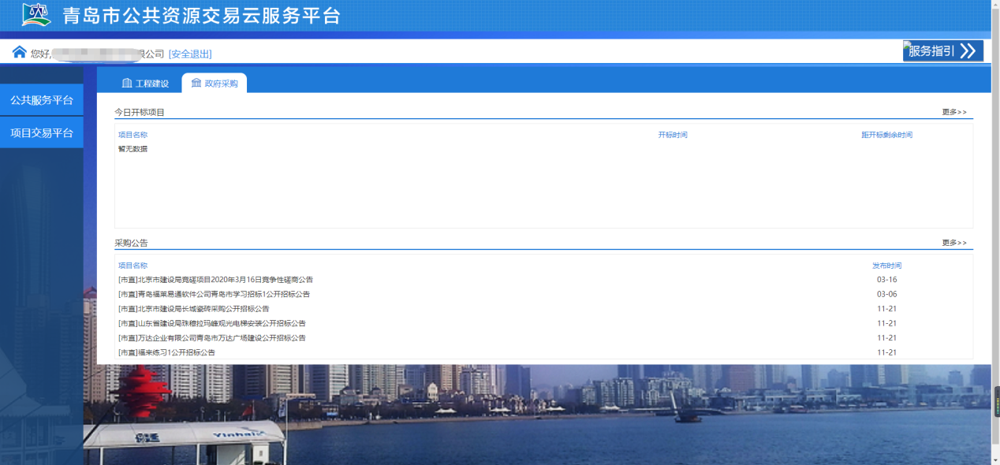 青岛市公共资源交易云服务平台
您好, 限公司 [安全退出]
服务指引
工程建设 政府采购
公共服务平台
项目交易平台
今日开标项目 更多>>
项目名称 开标时间 距开标剩余时间
暂无数据
采购公告 更多>>
项目名称 发布时间
[市直]北京市建设局竞磋项目2020年3月16日竞争性磋商公告 03-16
[市直]青岛福莱易通软件公司青岛市学习招标1公开招标公告 03-06
[市直]北京市建设局长城瓷砖采购公开招标公告 11-21
[市直]山东省建设局珠穆拉玛峰观光电梯安装公开招标公告 11-21
[市直]万达企业有限公司青岛市万达广场建设公开招标公告 11-21
[市直]福来练习1公开招标公告 11-21
Yinhai